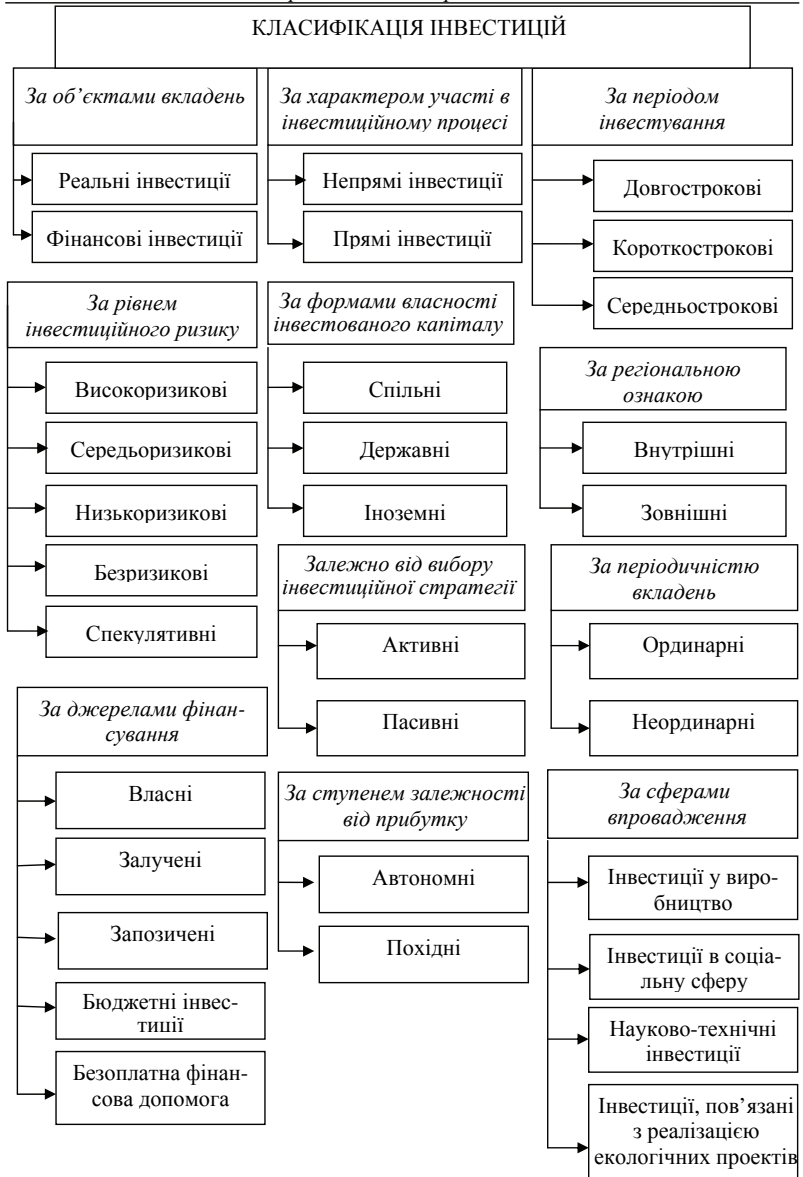 КЛАСИФІКАЦІЯ ІНВЕСТИЦІЙ
За об’єктами вкладень
Реальні інвестиції
Фінансові інвестиції
За характером участі в
інвестиційному процесі
Непрямі інвестиції
Прямі інвестиції
За періодом
інвестування
Довгострокові
Короткострокові
Середньострокові
За рівнем
інвестиційного ризику
Високоризикові
Середьоризикові
Низькоризикові
Безризикові
Спекулятивні
За формами власності
інвестованого капіталу
Спільні
Державні
Іноземні
За регіональною
ознакою
Внутрішні
Зовнішні
Залежно від вибору
інвестиційної стратегії
Активні
Пасивні
За періодичністю
вкладень
Ординарні
Неординарні
За джерелами фінан-
сування
Власні
Залучені
Запозичені
Бюджетні інвес-
тиції
Безоплатна фінан-
сова допомога
За ступенем залежності
від прибутку
Автономні
Похідні
За сферами
впровадження
Інвестиції у виро-
бництво
Інвестиції в соціа-
льну сферу
Науково-технічні
інвестиції
Інвестиції, пов’язані
з реалізацією
екологічних проектів